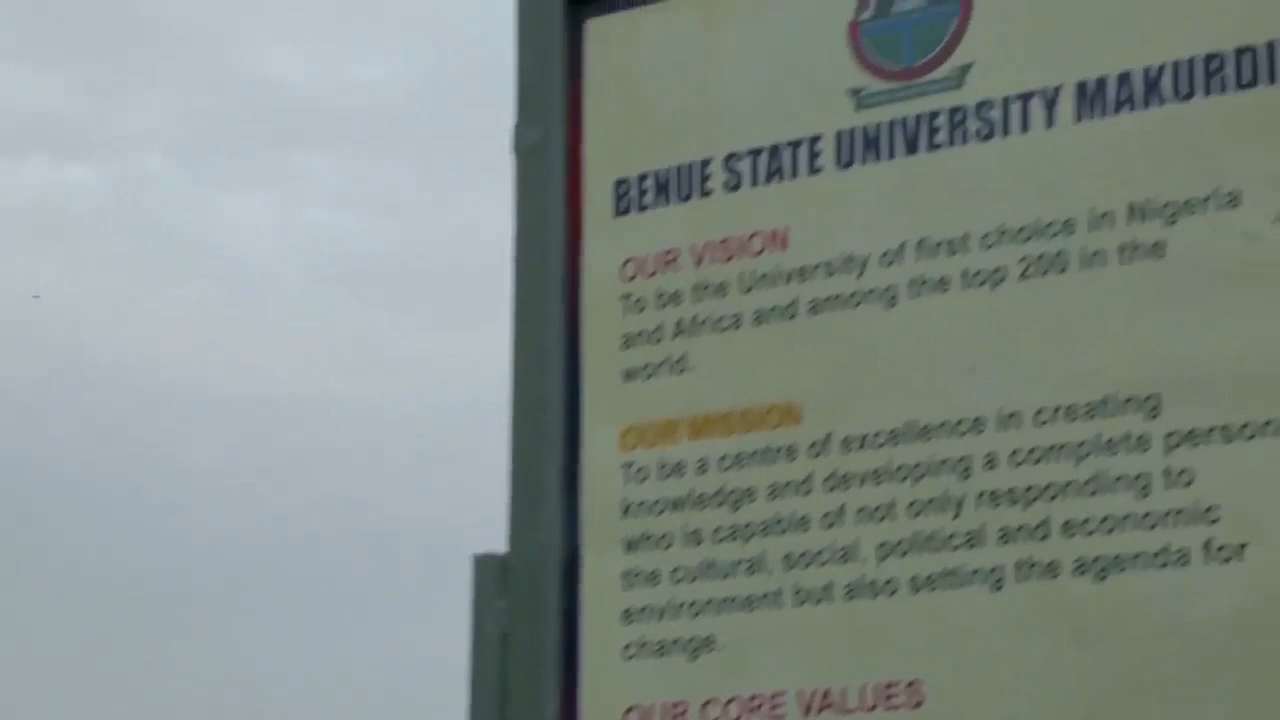 BENUE STATE UNIVERSITY MAKURDI
OUR VISION
To be the University of first choice in Nigeria
and Africa and among the top 200 in the
world.
OUR MISSION
To be a centre of excellence in creating
knowledge and developing a complete person
who is capable of not only responding to
the cultural, social, political and economic
environment but also setting the agenda for
change.
OUR CORE VALUES